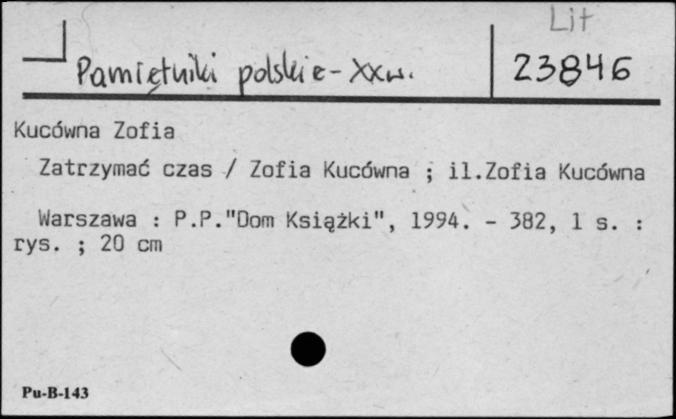 Lit
Pamiętniki polskie - XX w. 23846
Kucówna Zofia
Zatrzymać czas / Zofia Kucówna ; il.Zofia Kucówna
Warszawa : P.P."Dom Książki", 1994. - 382, 1 s. :
rys. ; 20 cm
Pu-B-143